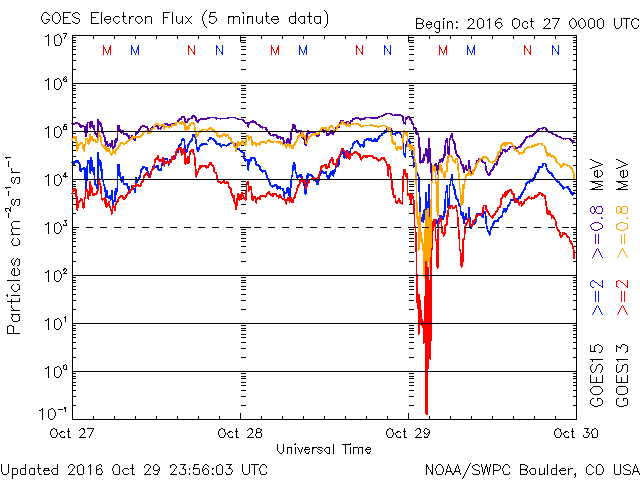 GOES Electron Flux (5 minute data)
Begin: 2016 Oct 27 0000 UTC
M M N N M M N N M M N N
10⁷
10⁶
10⁵
10⁴
10³
10²
10¹
10⁰
10⁻¹
Particles cm⁻²s⁻¹sr⁻¹
Oct 27 Oct 28 Oct 29 Oct 30
Universal Time
GOES15 >=2 >=0.8 MeV
GOES13 >=2 >=0.8 MeV
Updated 2016 Oct 29 23:56:03 UTC
NOAA/SWPC Boulder, CO USA